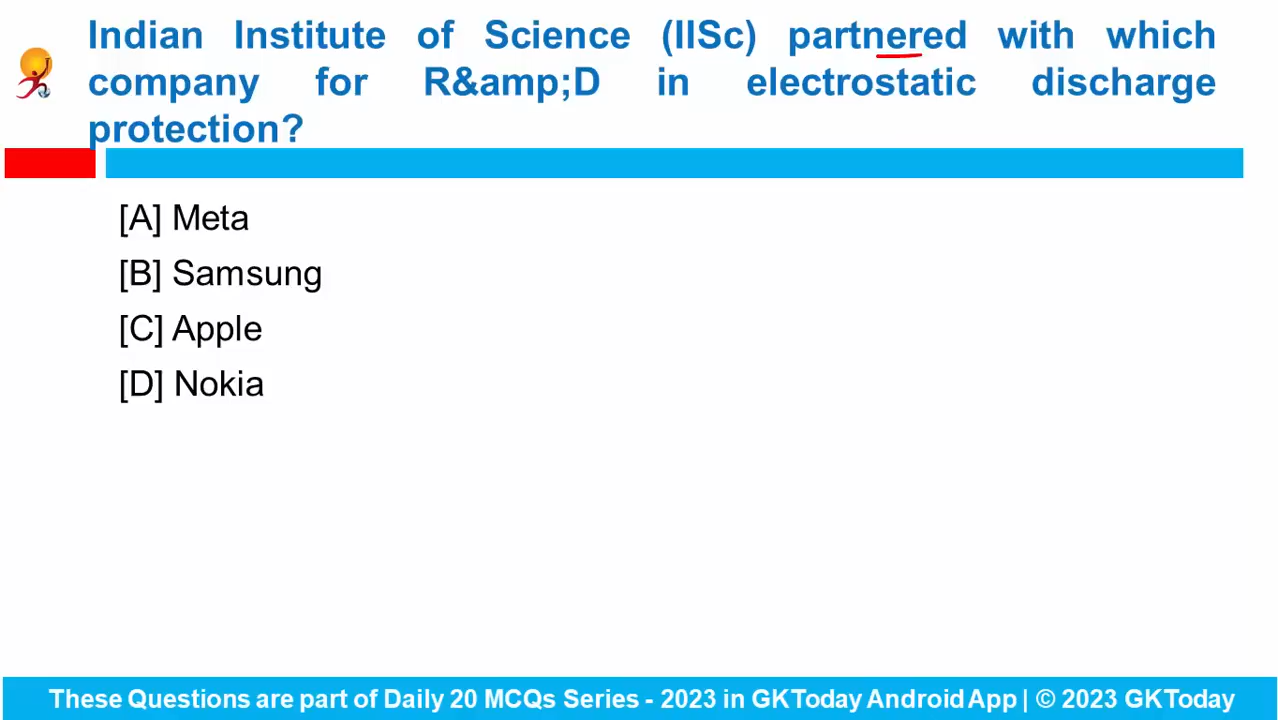 Indian Institute of Science (IISc) partnered with which
company for R&amp;D in electrostatic discharge
protection?
[A] Meta
[B] Samsung
[C] Apple
[D] Nokia
These Questions are part of Daily 20 MCQs Series - 2023 in GKToday Android App | © 2023 GKToday